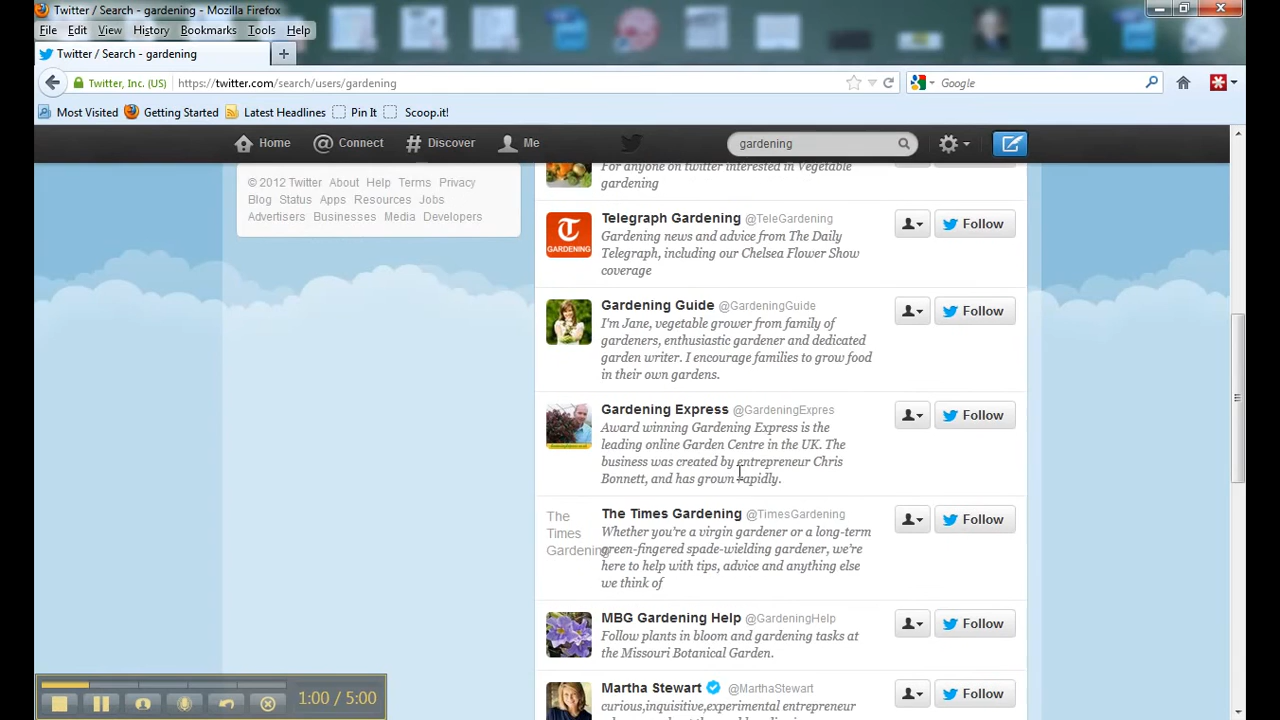 Twitter / Search - gardening - Mozilla Firefox
File Edit View History Bookmarks Tools Help
Twitter / Search - gardening
Twitter, Inc. (US) https://twitter.com/search/users/gardening Google
Most Visited Getting Started Latest Headlines Pin It Scoop.it!
Home Connect Discover Me gardening
© 2012 Twitter About Help Terms Privacy
Blog Status Apps Resources Jobs
Advertisers Businesses Media Developers
For anyone on twitter interested in Vegetable
gardening
Telegraph Gardening @TeleGardening
Gardening news and advice from The Daily
Telegraph, including our Chelsea Flower Show
coverage
Follow
GARDENING
Gardening Guide @GardeningGuide
I'm Jane, vegetable grower from family of
gardeners, enthusiastic gardener and dedicated
garden writer. I encourage families to grow food
in their own gardens.
Follow
Gardening Express @GardeningExpres
Award winning Gardening Express is the
leading online Garden Centre in the UK. The
business was created by entrepreneur Chris
Bonnett, and has grown rapidly.
Follow
The
Times
Gardening
The Times Gardening @TimesGardening
Whether you're a virgin gardener or a long-term
green-fingered spade-wielding gardener, we're
here to help with tips, advice and anything else
we think of
Follow
MBG Gardening Help @GardeningHelp
Follow plants in bloom and gardening tasks at
the Missouri Botanical Garden.
Follow
Martha Stewart @MarthaStewart
curious,inquisitive,experimental entrepreneur
Follow
1:00 / 5:00